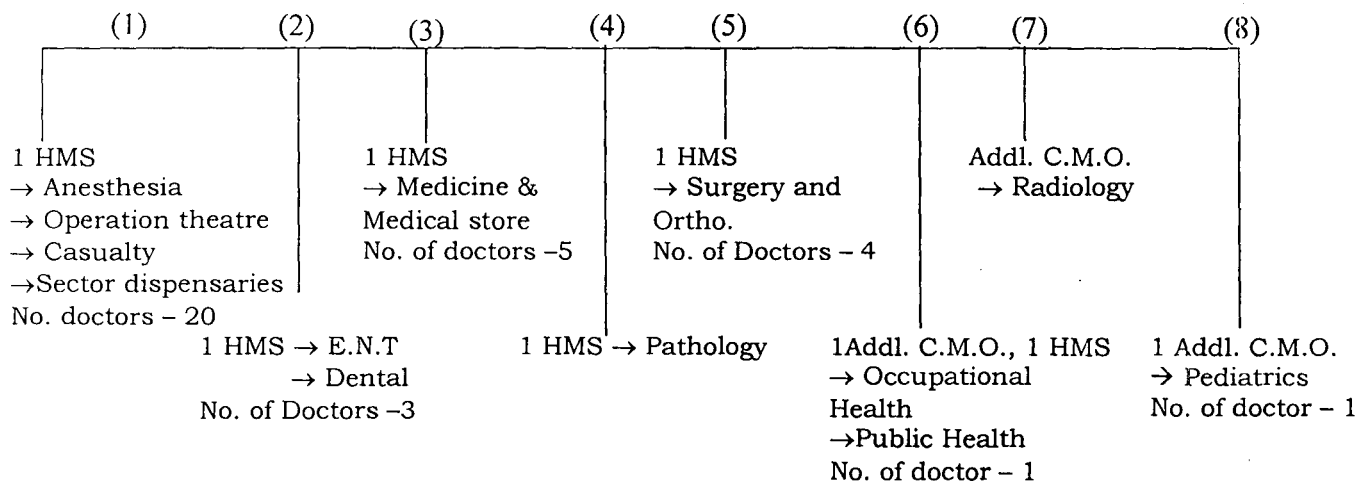 (1) (2) (3) (4) (5) (6) (7) (8)
1 HMS
→ Anesthesia
→ Operation theatre
→ Casualty
→Sector dispensaries
No. doctors – 20
1 HMS → E.N.T
→ Dental
No. of Doctors –3
1 HMS
→ Medicine &
Medical store
No. of doctors –5
1 HMS → Pathology
1 HMS
→ Surgery and
Ortho.
No. of Doctors – 4
1Addl. C.M.O., 1 HMS
→ Occupational
Health
→Public Health
No. of doctor – 1
Addl. C.M.O.
→ Radiology
1 Addl. C.M.O.
→ Pediatrics
No. of doctor – 1